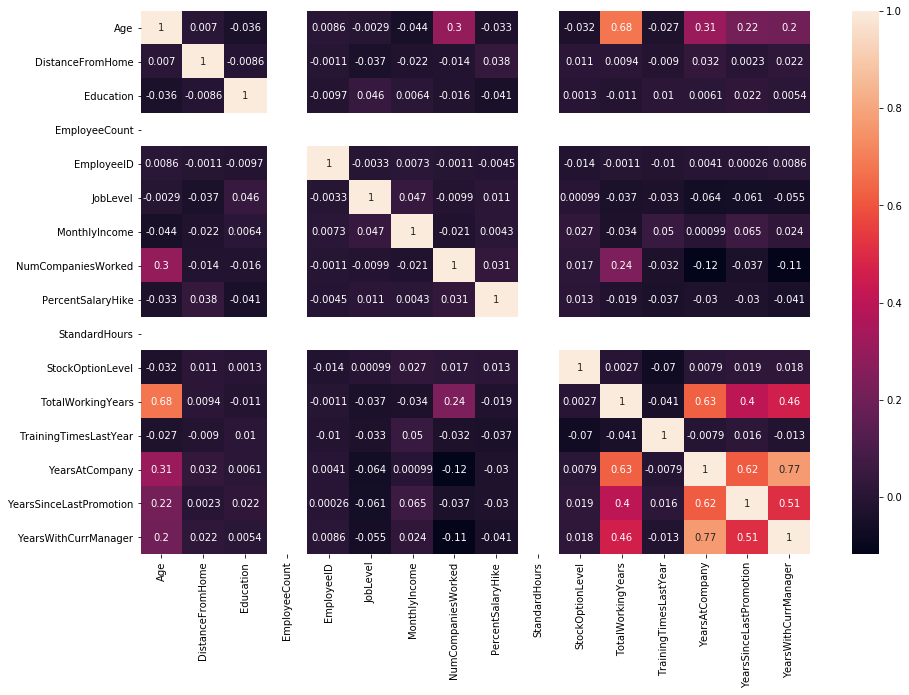 Age 1 0.007 -0.036 0.0086 -0.0029 -0.044 0.3 -0.033 -0.032 0.68 -0.027 0.31 0.22 0.2
DistanceFromHome 0.007 1 -0.0086 -0.0011 -0.037 -0.022 -0.014 0.038 0.011 0.0094 -0.009 0.032 0.0023 0.022
Education -0.036 -0.0086 1 -0.0097 0.046 0.0064 -0.016 -0.041 0.0013 -0.011 0.01 0.0061 0.022 0.0054
EmployeeCount
EmployeeID 0.0086 -0.0011 -0.0097 1 -0.0033 0.0073 -0.0011 -0.0045 -0.014 -0.0011 -0.01 0.0041 0.00026 0.0086
JobLevel -0.0029 -0.037 0.046 -0.0033 1 0.047 -0.0099 0.011 0.00099 -0.037 -0.033 -0.064 -0.061 -0.055
MonthlyIncome -0.044 -0.022 0.0064 0.0073 0.047 1 -0.021 0.0043 0.027 -0.034 0.05 0.00099 0.065 0.024
NumCompaniesWorked 0.3 -0.014 -0.016 -0.0011 -0.0099 -0.021 1 0.031 0.017 0.24 -0.032 -0.12 -0.037 -0.11
PercentSalaryHike -0.033 0.038 -0.041 -0.0045 0.011 0.0043 0.031 1 0.013 -0.019 -0.037 -0.03 -0.03 -0.041
StandardHours
StockOptionLevel -0.032 0.011 0.0013 -0.014 0.00099 0.027 0.017 0.013 1 0.0027 -0.07 0.0079 0.019 0.018
TotalWorkingYears 0.68 0.0094 -0.011 -0.0011 -0.037 -0.034 0.24 -0.019 0.0027 1 -0.041 0.63 0.4 0.46
TrainingTimesLastYear -0.027 -0.009 0.01 -0.01 -0.033 0.05 -0.032 -0.037 -0.07 -0.041 1 -0.0079 0.016 -0.013
YearsAtCompany 0.31 0.032 0.0061 0.0041 -0.064 0.00099 -0.12 -0.03 0.0079 0.63 -0.0079 1 0.62 0.77
YearsSinceLastPromotion 0.22 0.0023 0.022 0.00026 -0.061 0.065 -0.037 -0.03 0.019 0.4 0.016 0.62 1 0.51
YearsWithCurrManager 0.2 0.022 0.0054 0.0086 -0.055 0.024 -0.11 -0.041 0.018 0.46 -0.013 0.77 0.51 1
Age
DistanceFromHome
Education
EmployeeCount
EmployeeID
JobLevel
MonthlyIncome
NumCompaniesWorked
PercentSalaryHike
StandardHours
StockOptionLevel
TotalWorkingYears
TrainingTimesLastYear
YearsAtCompany
YearsSinceLastPromotion
YearsWithCurrManager
1.0
0.8
0.6
0.4
0.2
0.0